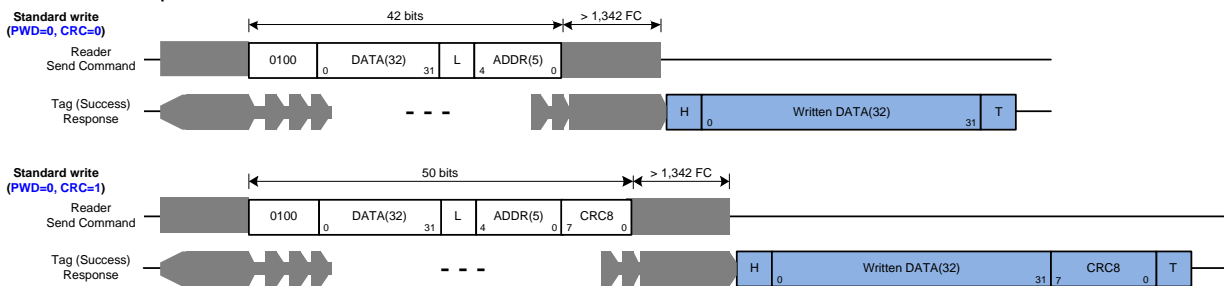 Standard write
(PWD=0, CRC=0)
42 bits
> 1,342 FC
Reader
Send Command
0100 0 DATA(32) 31 L 4 ADDR(5) 0
Tag (Success)
Response
- - -
H 0 Written DATA(32) 31 T
Standard write
(PWD=0, CRC=1)
50 bits
> 1,342 FC
Reader
Send Command
0100 0 DATA(32) 31 L 4 ADDR(5) 0 7 CRC8 0
Tag (Success)
Response
- - -
H 0 Written DATA(32) 31 7 CRC8 0 T